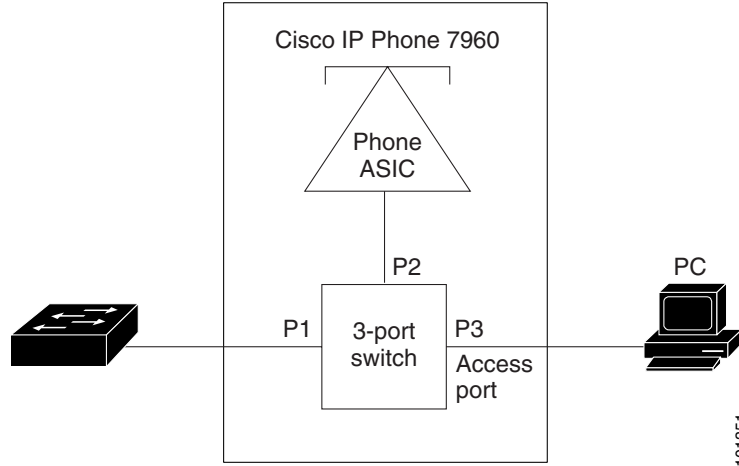 Cisco IP Phone 7960
Phone
ASIC
P2
PC
P1
3-port
switch
P3
Access
port